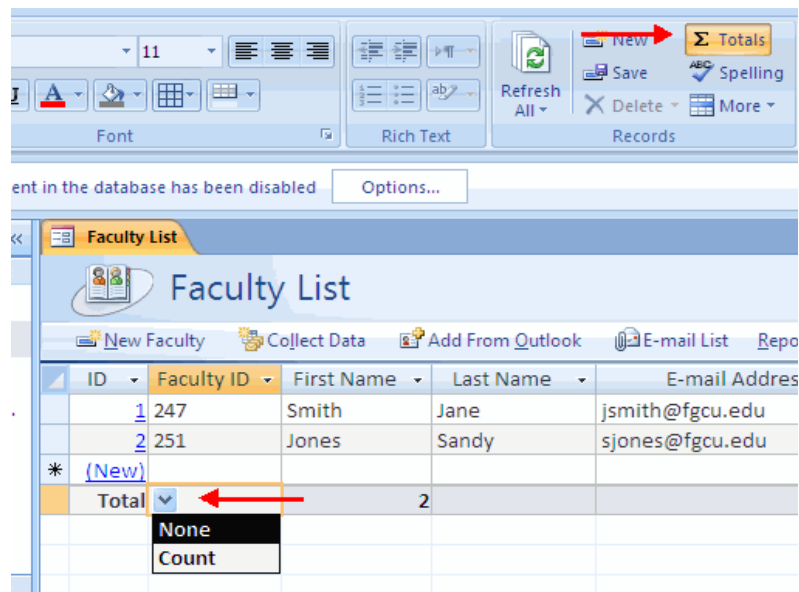 11
New
Σ Totals
U A
ab
Refresh All
Save
ABC Spelling
Delete
More
Font
Rich Text
Records
ent in the database has been disabled Options...
« Faculty List
Faculty List
New Faculty Collect Data Add From Outlook E-mail List Repo
ID Faculty ID First Name Last Name E-mail Addres
1 247 Smith Jane jsmith@fgcu.edu
2 251 Jones Sandy sjones@fgcu.edu
* (New)
Total 2
None
Count